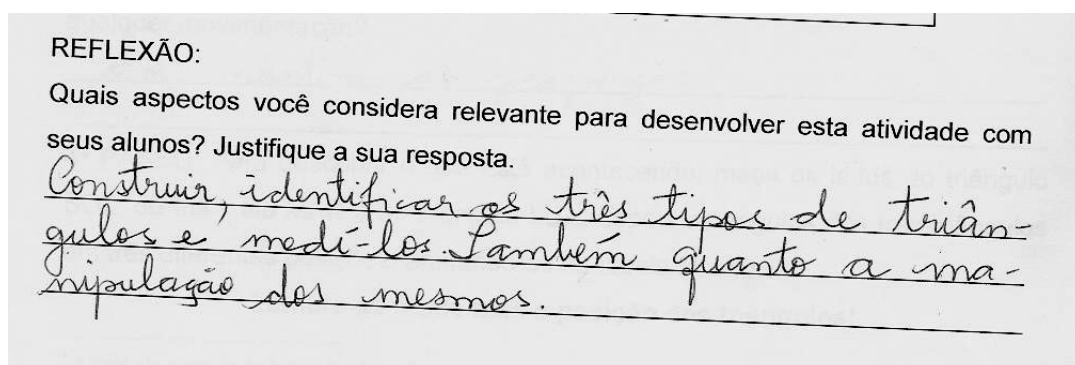 REFLEXÃO:
Quais aspectos você considera relevante para desenvolver esta atividade com
seus alunos? Justifique a sua resposta.
Construir, identificar os três tipos de triân
gulos e medí-los. Também quanto a ma-
nipulação dos mesmos.